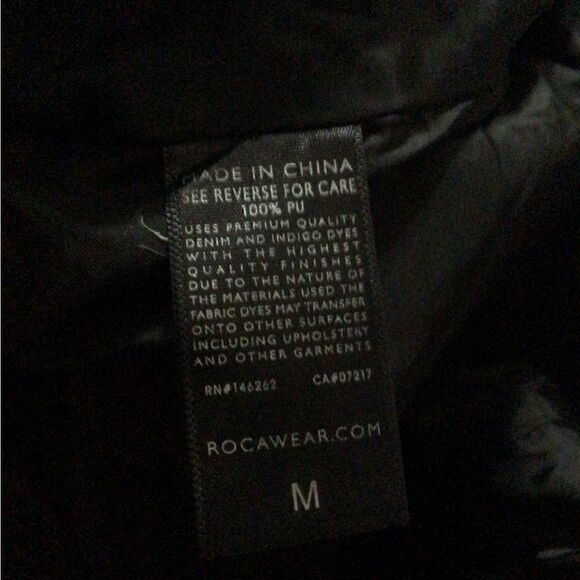 MADE IN CHINA
SEE REVERSE FOR CARE
100% PU
USES PREMIUM QUALITY
DENIM AND INDIGO DYES
WITH THE HIGHEST
QUALITY FINISHES
DUE TO THE NATURE OF
THE MATERIALS USED THE
FABRIC DYES MAY TRANSFER
ONTO OTHER SURFACES
INCLUDING UPHOLSTERY
AND OTHER GARMENTS
RN#146262 CA#07217
ROCAWEAR.COM
M